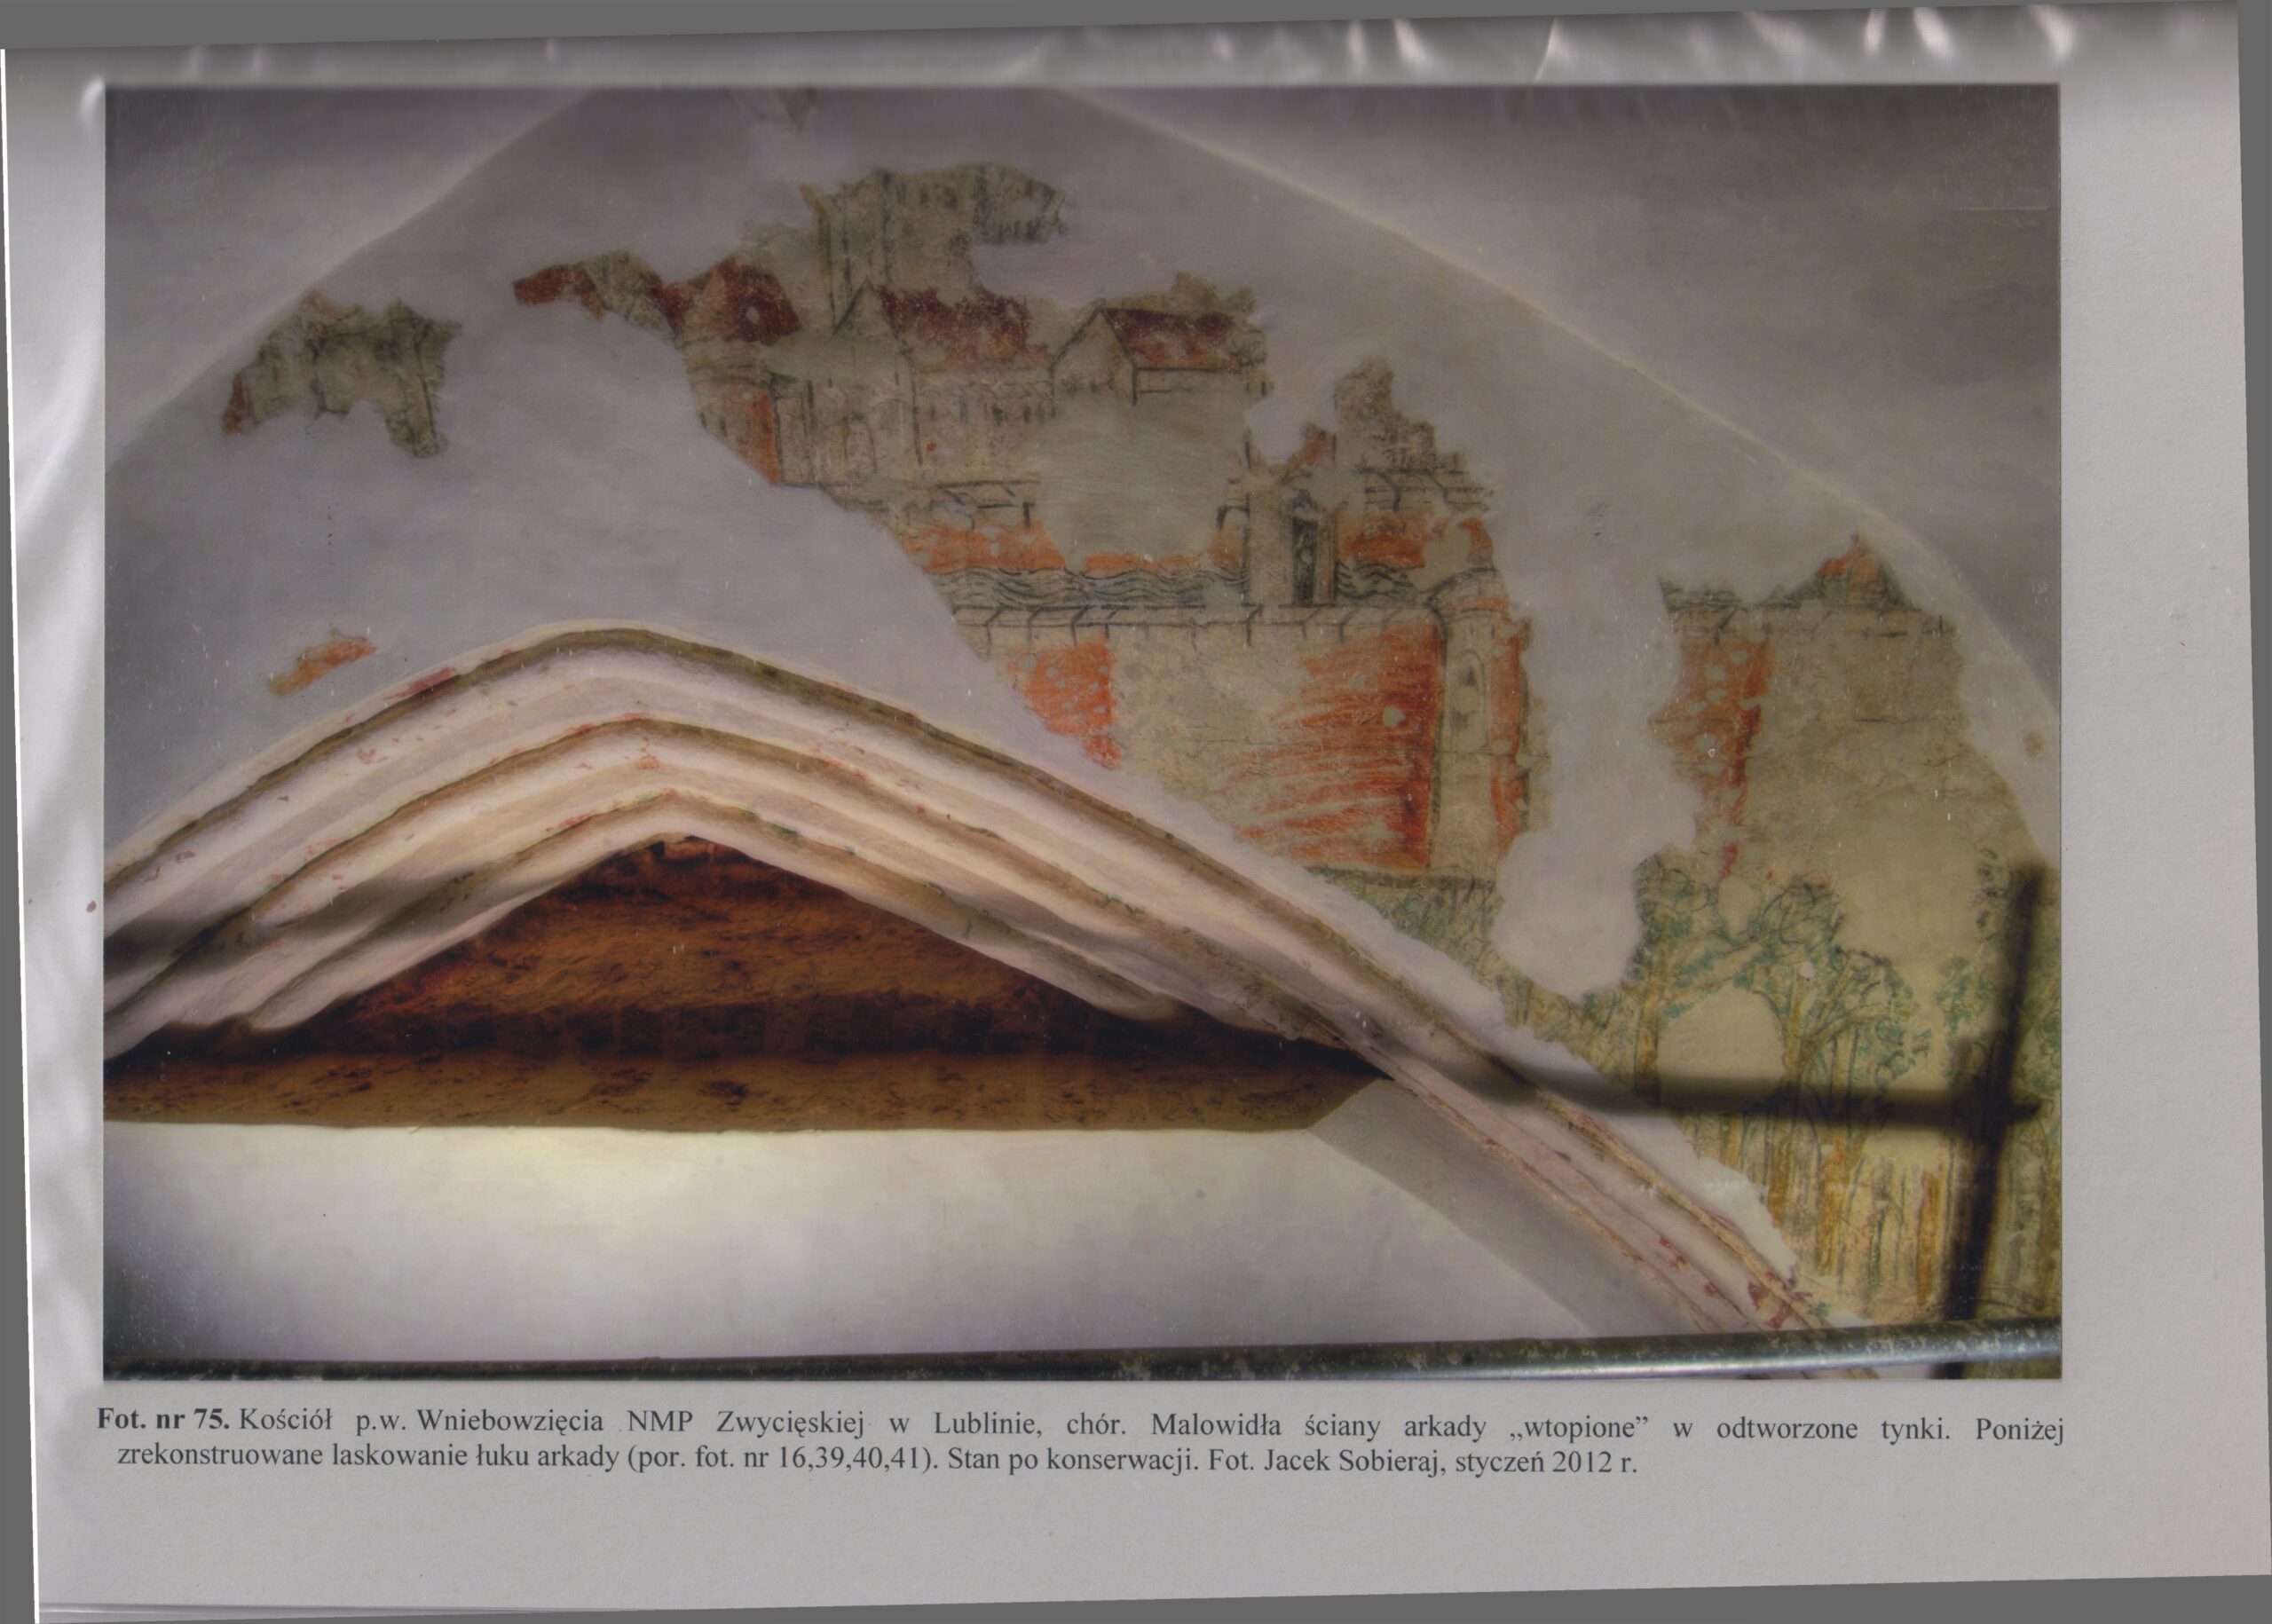 Fot. nr 75. Kościół p.w. Wniebowzięcia NMP Zwycięskiej w Lublinie, chór. Malowidła ściany arkady „wtopione” w odtworzone tynki. Poniżej
zrekonstruowane laskowanie łuku arkady (por. fot. nr 16,39,40,41). Stan po konserwacji. Fot. Jacek Sobieraj, styczeń 2012 r.